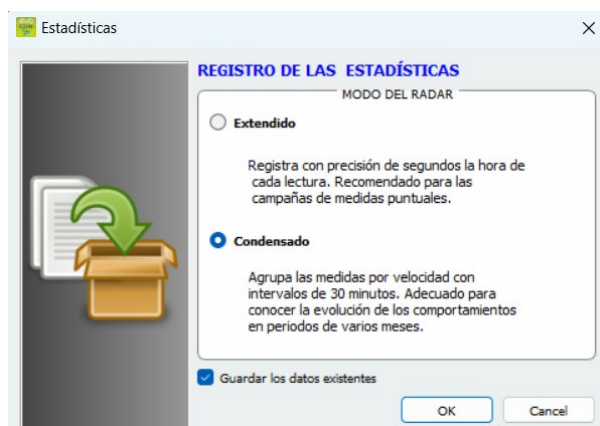 Estadísticas
REGISTRO DE LAS ESTADÍSTICAS
MODO DEL RADAR
Extendido
Registra con precisión de segundos la hora de
cada lectura. Recomendado para las
campañas de medidas puntuales.
Condensado
Agrupa las medidas por velocidad con
intervalos de 30 minutos. Adecuado para
conocer la evolución de los comportamientos
en periodos de varios meses.
Guardar los datos existentes
OK Cancel